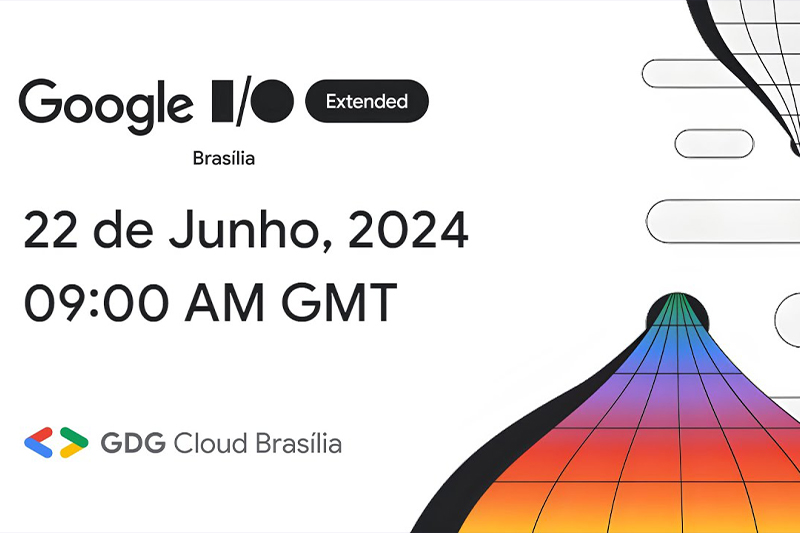 Google I/O Extended
Brasília
22 de Junho, 2024
09:00 AM GMT
GDG Cloud Brasília